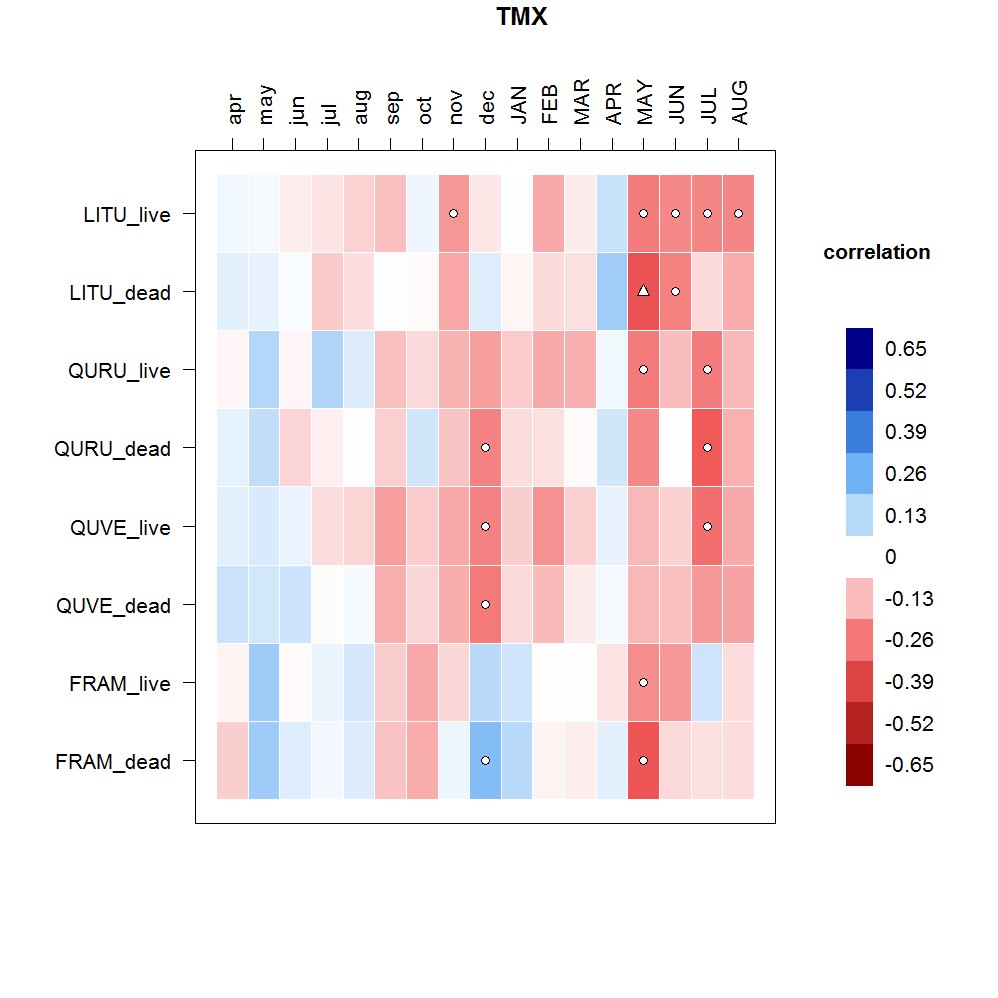 TMX
apr may jun jul aug sep oct nov dec JAN FEB MAR APR MAY JUN JUL AUG
LITU_live
LITU_dead
QURU_live
QURU_dead
QUVE_live
QUVE_dead
FRAM_live
FRAM_dead
correlation
0.65
0.52
0.39
0.26
0.13
0
-0.13
-0.26
-0.39
-0.52
-0.65